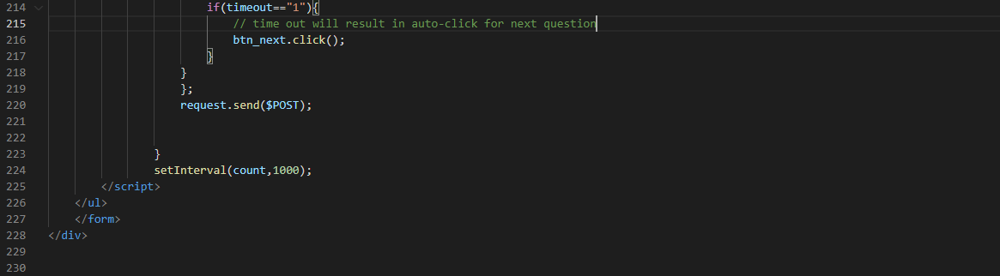 214 if(timeout=="1"){
215 // time out will result in auto-click for next question
216 btn_next.click();
217 }
218 }
219 };
220 request.send($POST);
221
222
223 }
224 setInterval(count,1000);
225 </script>
226 </ul>
227 </form>
228 </div>
229
230